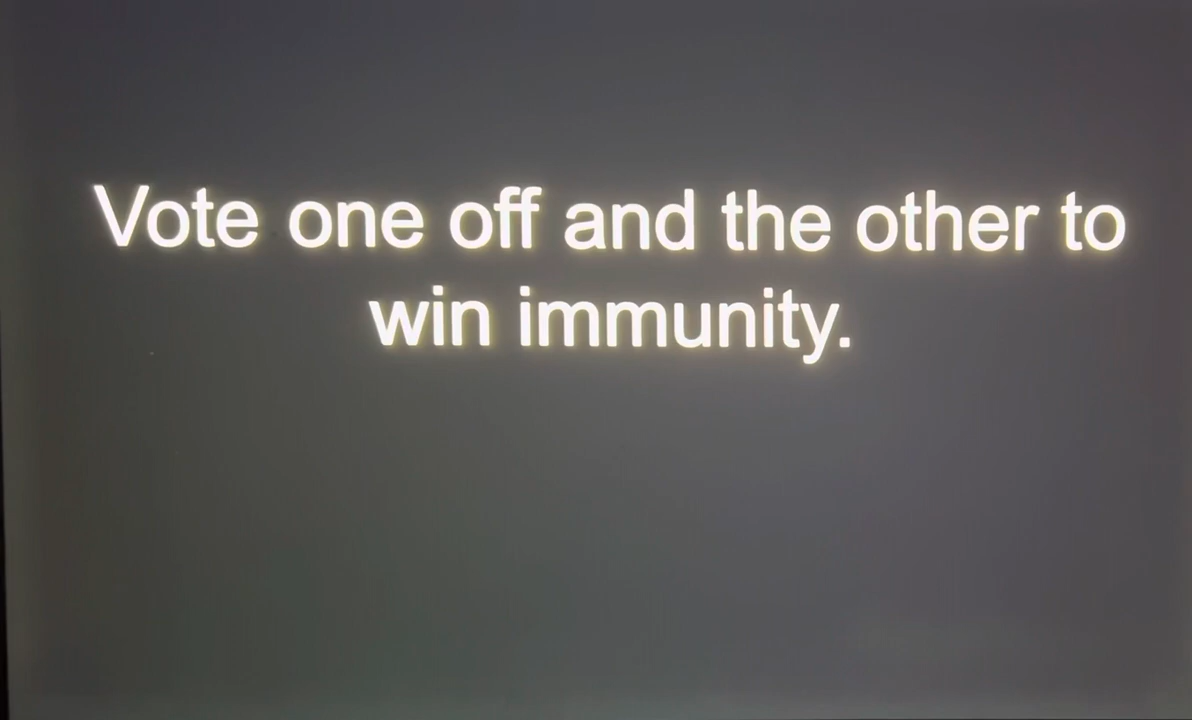 Vote one off and the other to
win immunity.